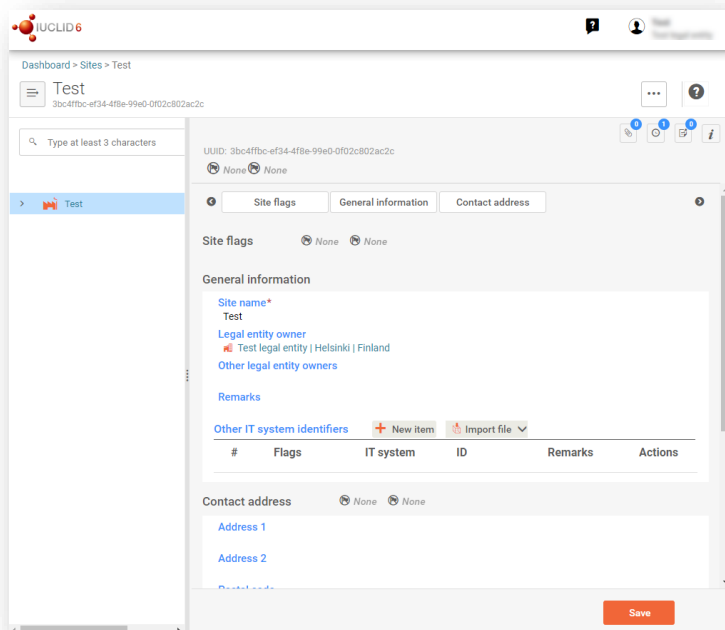 IUCLID 6
Dashboard > Sites > Test
Test
3bc4ffbc-ef34-4f8e-99e0-0f02c802ac2c
Type at least 3 characters
Test
0 1 0
UUID: 3bc4ffbc-ef34-4f8e-99e0-0f02c802ac2c
None None
Site flags General information Contact address
Site flags None None
General information
Site name*
Test
Legal entity owner
Test legal entity | Helsinki | Finland
Other legal entity owners
Remarks
Other IT system identifiers New item Import file
# Flags IT system ID Remarks Actions
Contact address None None
Address 1
Address 2
Save